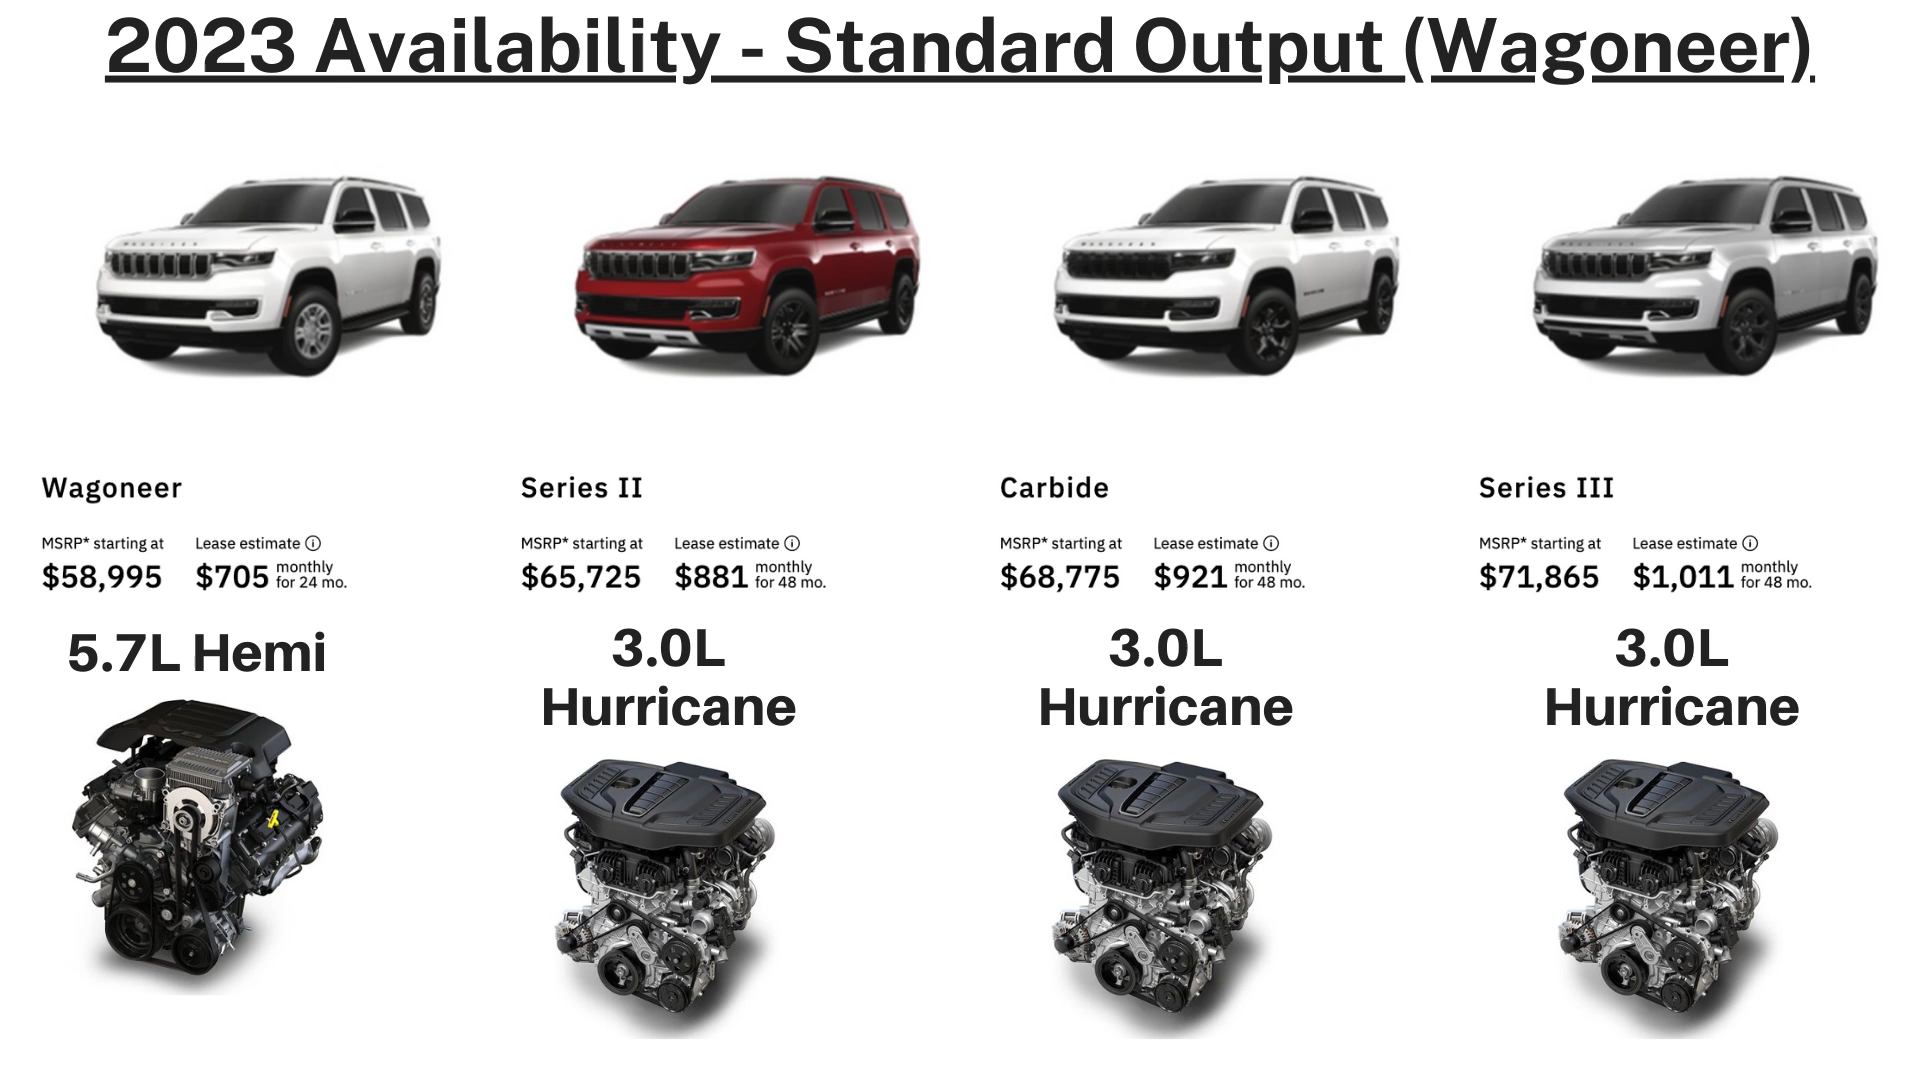 2023 Availability - Standard Output (Wagoneer)
Wagoneer
MSRP* starting at
$58,995
Lease estimate
$705 monthly for 24 mo.
Series II
MSRP* starting at
$65,725
Lease estimate
$881 monthly for 48 mo.
Carbide
MSRP* starting at
$68,775
Lease estimate
$921 monthly for 48 mo.
Series III
MSRP* starting at
$71,865
Lease estimate
$1,011 monthly for 48 mo.
5.7L Hemi
3.0L
Hurricane
3.0L
Hurricane
3.0L
Hurricane